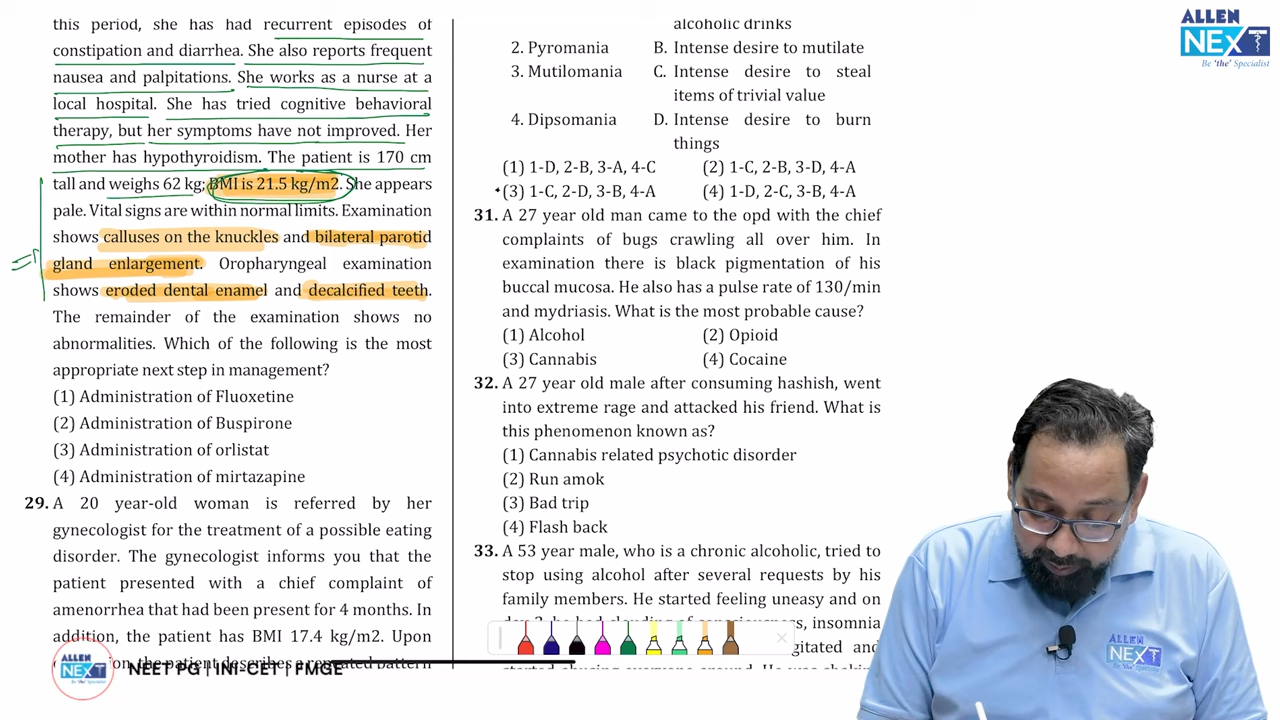 this period, she has had recurrent episodes of
constipation and diarrhea. She also reports frequent
nausea and palpitations. She works as a nurse at a
local hospital. She has tried cognitive behavioral
therapy, but her symptoms have not improved. Her
mother has hypothyroidism. The patient is 170 cm
tall and weighs 62 kg; BMI is 21.5 kg/m2. She appears
pale. Vital signs are within normal limits. Examination
shows calluses on the knuckles and bilateral parotid
gland enlargement. Oropharyngeal examination
shows eroded dental enamel and decalcified teeth.
The remainder of the examination shows no
abnormalities. Which of the following is the most
appropriate next step in management?
(1) Administration of Fluoxetine
(2) Administration of Buspirone
(3) Administration of orlistat
(4) Administration of mirtazapine
29. A 20 year-old woman is referred by her
gynecologist for the treatment of a possible eating
disorder. The gynecologist informs you that the
patient presented with a chief complaint of
amenorrhea that had been present for 4 months. In
addition, the patient has BMI 17.4 kg/m2. Upon
the patient describes a repeated pattern
alcoholic drinks
2. Pyromania B. Intense desire to mutilate
3. Mutilomania C. Intense desire to steal
items of trivial value
4. Dipsomania D. Intense desire to burn
things
(1) 1-D, 2-B, 3-A, 4-C (2) 1-C, 2-B, 3-D, 4-A
(3) 1-C, 2-D, 3-B, 4-A (4) 1-D, 2-C, 3-B, 4-A
31. A 27 year old man came to the opd with the chief
complaints of bugs crawling all over him. In
examination there is black pigmentation of his
buccal mucosa. He also has a pulse rate of 130/min
and mydriasis. What is the most probable cause?
(1) Alcohol (2) Opioid
(3) Cannabis (4) Cocaine
32. A 27 year old male after consuming hashish, went
into extreme rage and attacked his friend. What is
this phenomenon known as?
(1) Cannabis related psychotic disorder
(2) Run amok
(3) Bad trip
(4) Flash back
33. A 53 year male, who is a chronic alcoholic, tried to
stop using alcohol after several requests by his
family members. He started feeling uneasy and on
insomnia
and
ALLEN
NEXT
Be 'the' Specialist
ALLEN
NEXT
Be 'the' Specialist
NEET PG | INI-CET | FMGE
ALLEN
NEXT